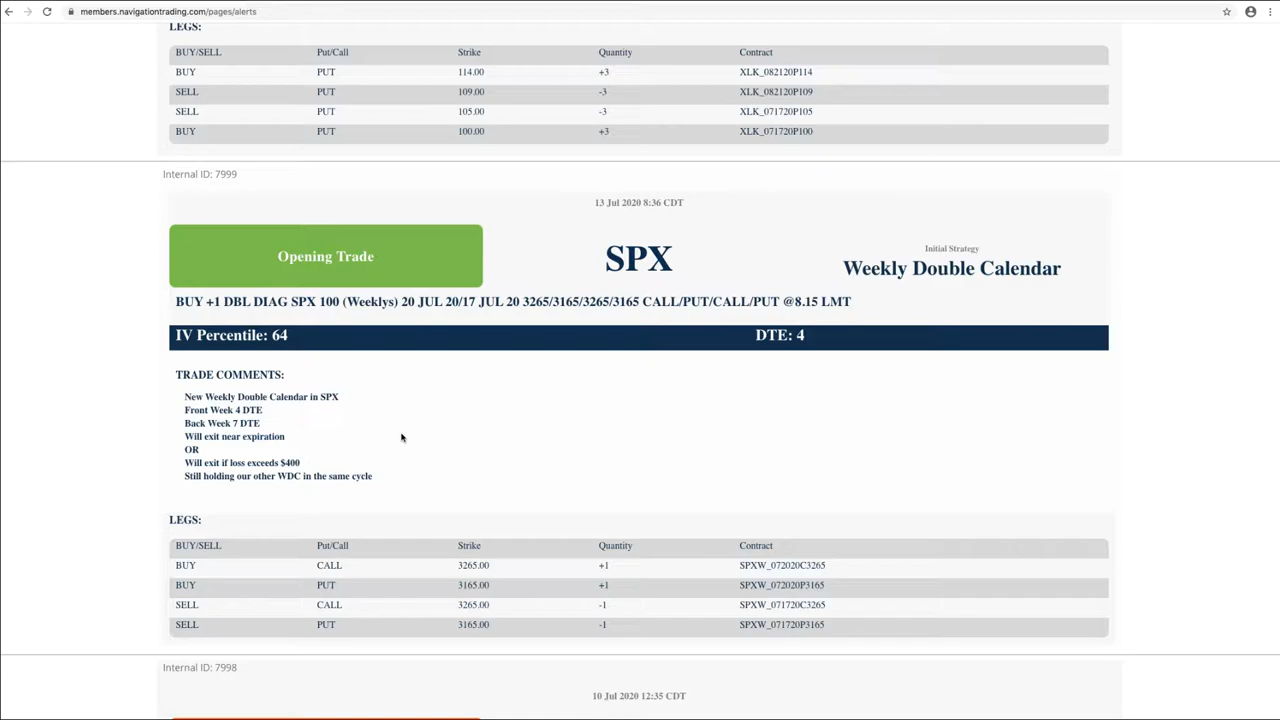 members.navigationtrading.com/pages/alerts
LEGS:
BUY/SELL Put/Call Strike Quantity Contract
BUY PUT 114.00 +3 XLK_082120P114
SELL PUT 109.00 -3 XLK_082120P109
SELL PUT 105.00 -3 XLK_071720P105
BUY PUT 100.00 +3 XLK_071720P100
Internal ID: 7999
13 Jul 2020 8:36 CDT
Opening Trade
SPX
Initial Strategy
Weekly Double Calendar
BUY +1 DBL DIAG SPX 100 (Weeklys) 20 JUL 20/17 JUL 20 3265/3165/3265/3165 CALL/PUT/CALL/PUT @8.15 LMT
IV Percentile: 64 DTE: 4
TRADE COMMENTS:
New Weekly Double Calendar in SPX
Front Week 4 DTE
Back Week 7 DTE
Will exit near expiration
OR
Will exit if loss exceeds $400
Still holding our other WDC in the same cycle
LEGS:
BUY/SELL Put/Call Strike Quantity Contract
BUY CALL 3265.00 +1 SPXW_072020C3265
BUY PUT 3165.00 +1 SPXW_072020P3165
SELL CALL 3265.00 -1 SPXW_071720C3265
SELL PUT 3165.00 -1 SPXW_071720P3165
Internal ID: 7998
10 Jul 2020 12:35 CDT